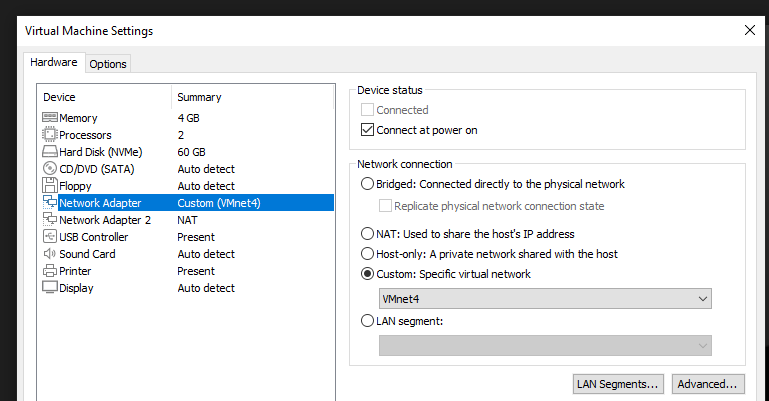 Virtual Machine Settings
Hardware Options
Device Summary
Memory 4 GB
Processors 2
Hard Disk (NVMe) 60 GB
CD/DVD (SATA) Auto detect
Floppy Auto detect
Network Adapter Custom (VMnet4)
Network Adapter 2 NAT
USB Controller Present
Sound Card Auto detect
Printer Present
Display Auto detect
Device status
Connected
Connect at power on
Network connection
Bridged: Connected directly to the physical network
Replicate physical network connection state
NAT: Used to share the host's IP address
Host-only: A private network shared with the host
Custom: Specific virtual network
VMnet4
LAN segment:
LAN Segments... Advanced...